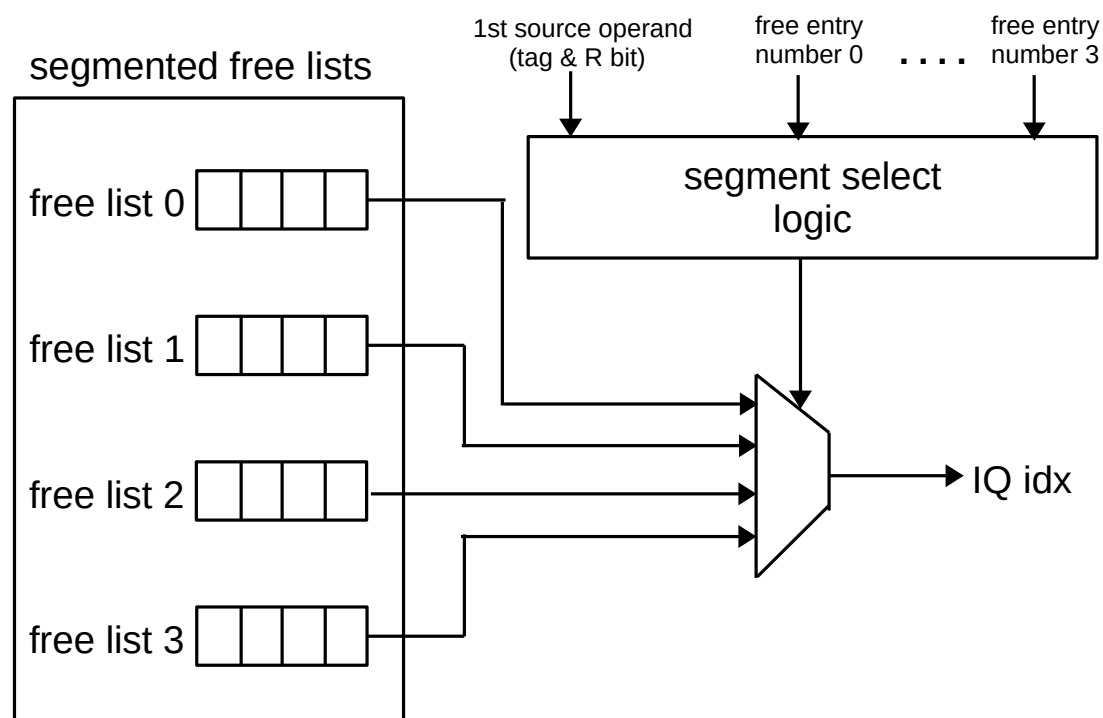 segmented free lists
1st source operand
(tag & R bit)
free entry
number 0
. . . .
free entry
number 3
segment select
logic
free list 0
free list 1
free list 2
free list 3
IQ idx